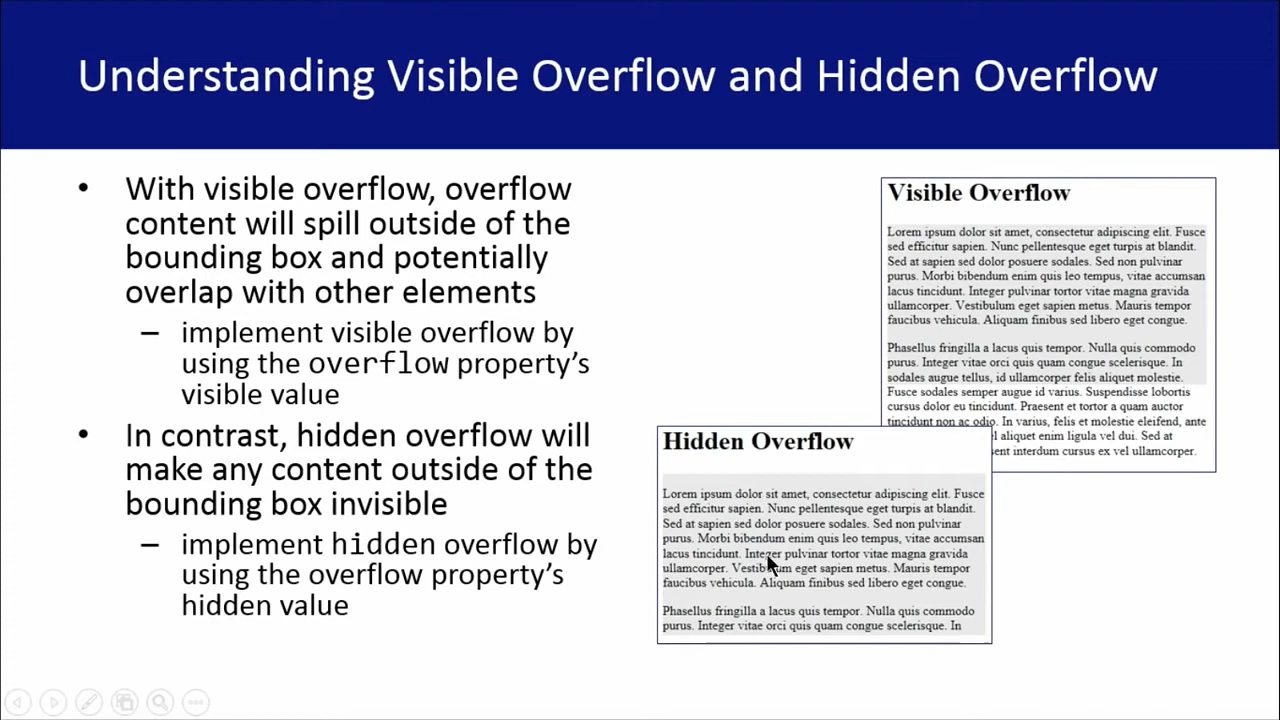 Understanding Visible Overflow and Hidden Overflow
• With visible overflow, overflow
content will spill outside of the
bounding box and potentially
overlap with other elements
– implement visible overflow by
using the overflow property’s
visible value
• In contrast, hidden overflow will
make any content outside of the
bounding box invisible
– implement hidden overflow by
using the overflow property’s
hidden value
Visible Overflow
Lorem ipsum dolor sit amet, consectetur adipiscing elit. Fusce
sed efficitur sapien. Nunc pellentesque eget turpis at blandit.
Sed at sapien sed dolor posuere sodales. Sed non pulvinar
purus. Morbi bibendum enim quis leo tempus, vitae accumsan
lacus tincidunt. Integer pulvinar tortor vitae magna gravida
ullamcorper. Vestibulum eget sapien metus. Mauris tempor
faucibus vehicula. Aliquam finibus sed libero eget congue.
Phasellus fringilla a lacus quis tempor. Nulla quis commodo
purus. Integer vitae orci quis quam congue scelerisque. In
sodales augue tellus, id ullamcorper felis aliquet molestie.
Fusce sodales semper augue id varius. Suspendisse lobortis
cursus dolor eu tincidunt. Praesent et tortor a quam auctor
tincidunt non ac odio. In varius, felis et molestie eleifend, ante
aliquet enim ligula vel dui. Sed at
interdum cursus ex vel ullamcorper.
Hidden Overflow
Lorem ipsum dolor sit amet, consectetur adipiscing elit. Fusce
sed efficitur sapien. Nunc pellentesque eget turpis at blandit.
Sed at sapien sed dolor posuere sodales. Sed non pulvinar
purus. Morbi bibendum enim quis leo tempus, vitae accumsan
lacus tincidunt. Integer pulvinar tortor vitae magna gravida
ullamcorper. Vestibulum eget sapien metus. Mauris tempor
faucibus vehicula. Aliquam finibus sed libero eget congue.
Phasellus fringilla a lacus quis tempor. Nulla quis commodo
purus. Integer vitae orci quis quam congue scelerisque. In